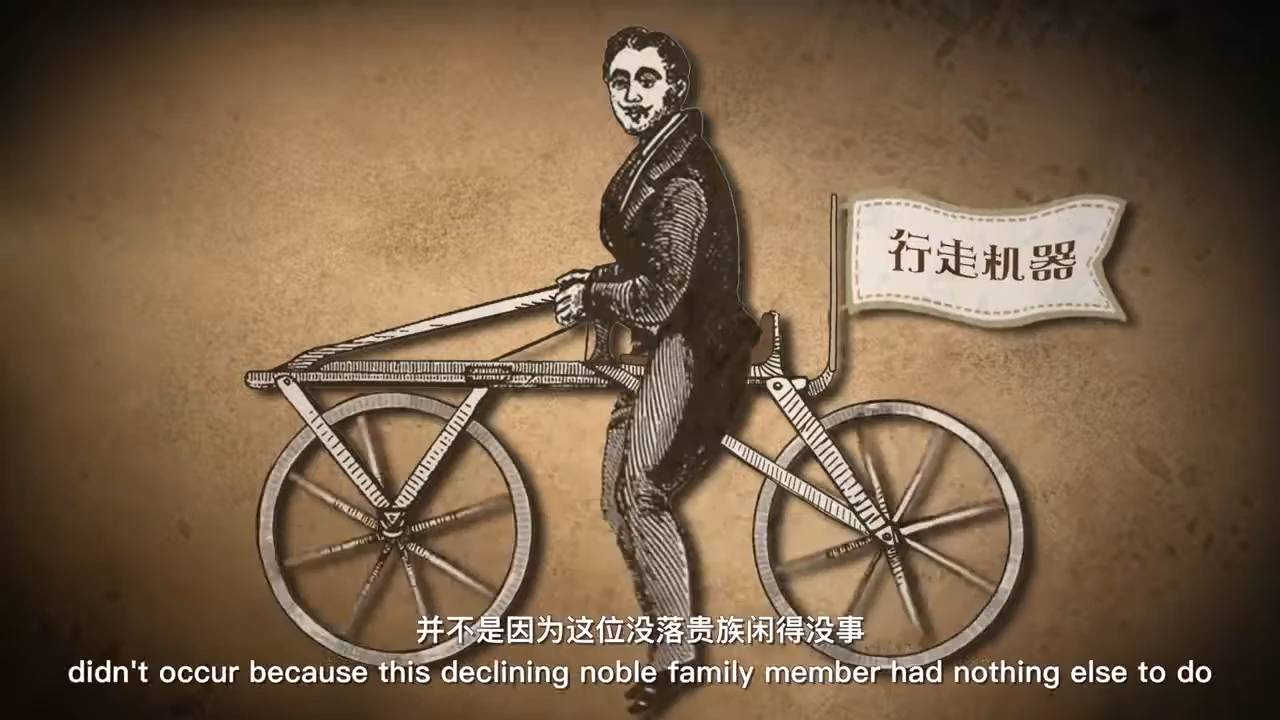 行走机器
并不是因为这位没落贵族闲得没事
didn't occur because this declining noble family member had nothing else to do